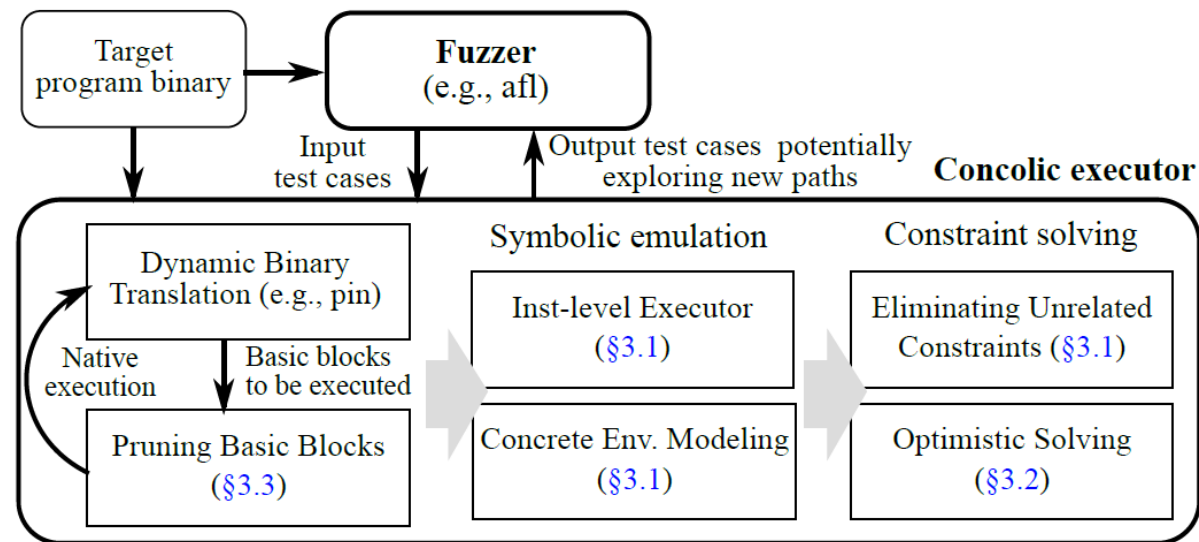 Target
program binary
Fuzzer
(e.g., afl)
Input
test cases
Output test cases potentially
exploring new paths
Concolic executor
Dynamic Binary
Translation (e.g., pin)
Native
execution
Basic blocks
to be executed
Pruning Basic Blocks
(§3.3)
Symbolic emulation
Inst-level Executor
(§3.1)
Concrete Env. Modeling
(§3.1)
Constraint solving
Eliminating Unrelated
Constraints (§3.1)
Optimistic Solving
(§3.2)